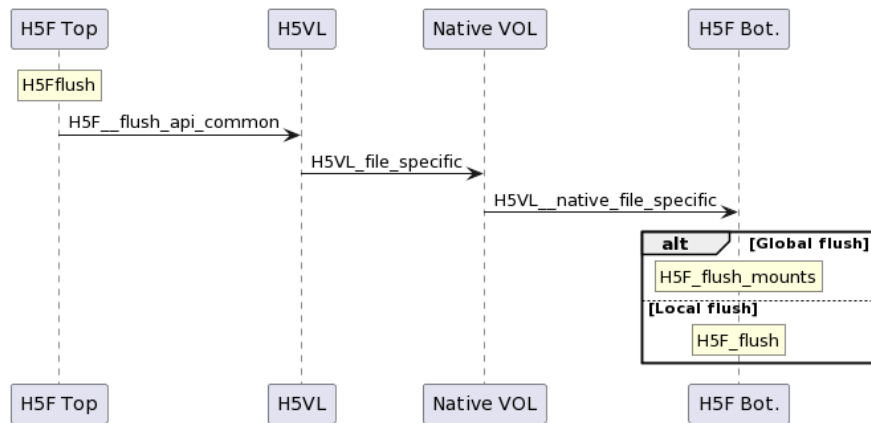 H5F Top
H5VL
Native VOL
H5F Bot.
H5Fflush
H5F__flush_api_common
H5VL_file_specific
H5VL__native_file_specific
alt
[Global flush]
H5F_flush_mounts
[Local flush]
H5F_flush
H5F Top
H5VL
Native VOL
H5F Bot.